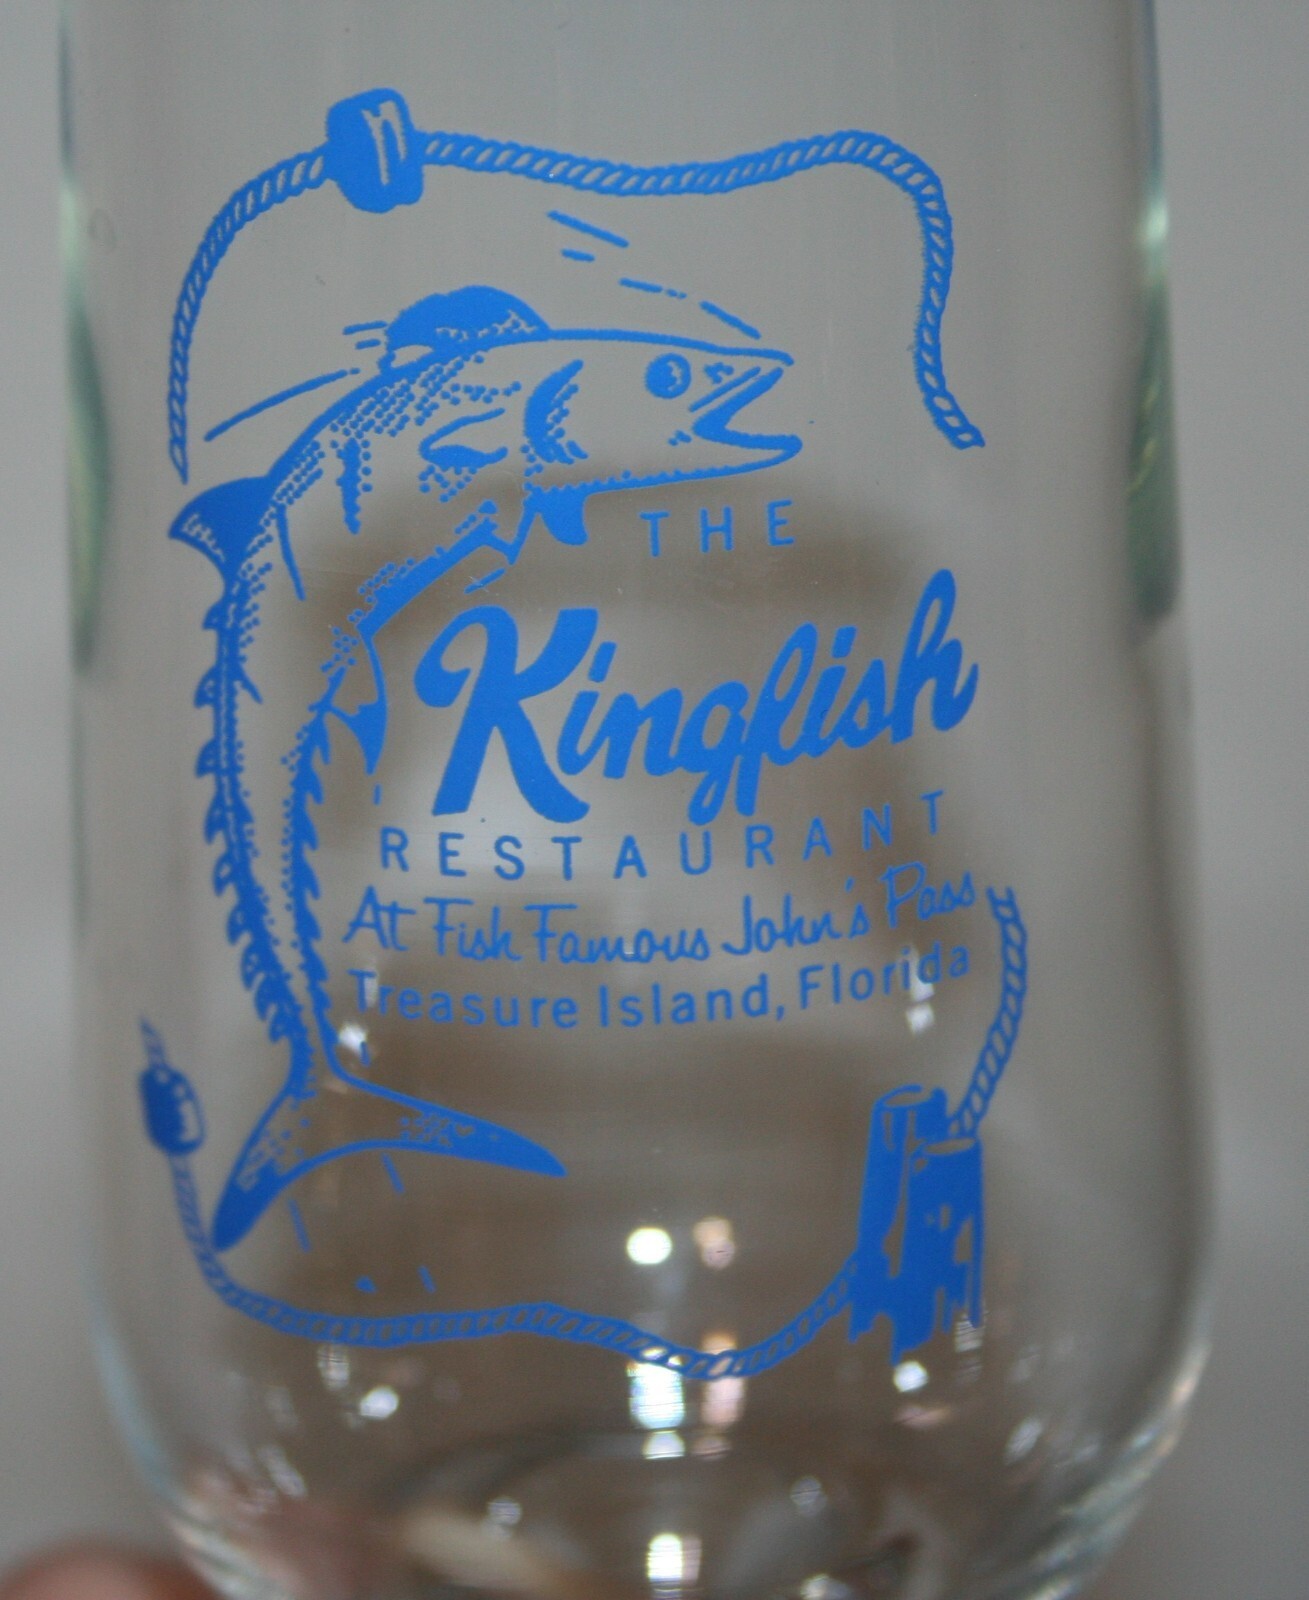 THE
Kingfish
RESTAURANT
At Fish Famous John's Pass
Treasure Island, Florida